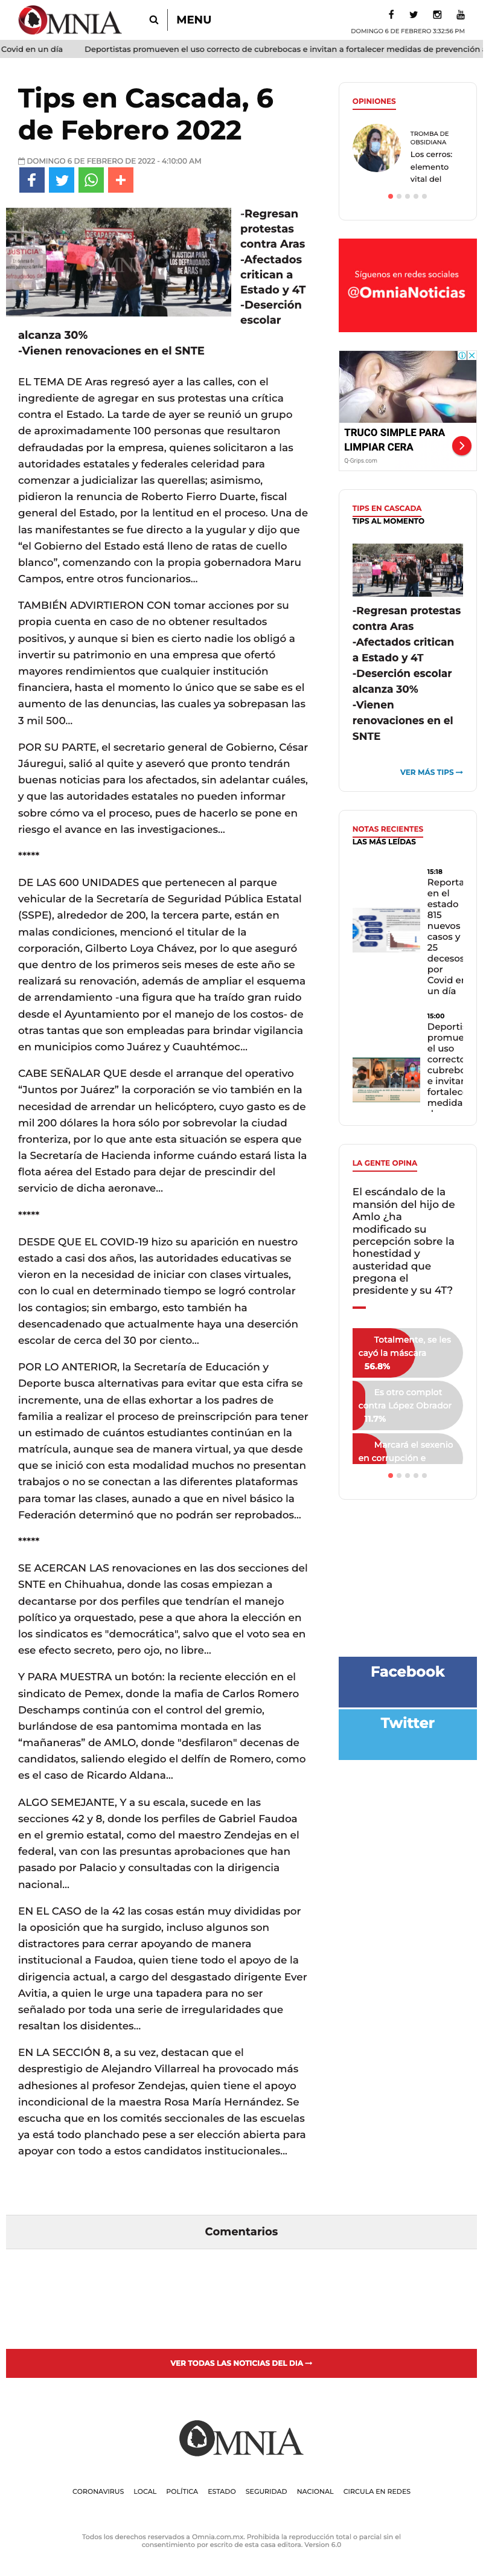 OMNIA
MENU
DOMINGO 6 DE FEBRERO 3:32:56 PM
Covid en un día
Deportistas promueven el uso correcto de cubrebocas e invitan a fortalecer medidas de prevención
Tips en Cascada, 6
de Febrero 2022
DOMINGO 6 DE FEBRERO DE 2022 - 4:10:00 AM
-Regresan
protestas
contra Aras
-Afectados
critican a
Estado y 4T
-Deserción
escolar
alcanza 30%
-Vienen renovaciones en el SNTE
EL TEMA DE Aras regresó ayer a las calles, con el
ingrediente de agregar en sus protestas una crítica
contra el Estado. La tarde de ayer se reunió un grupo
de aproximadamente 100 personas que resultaron
defraudadas por la empresa, quienes solicitaron a las
autoridades estatales y federales celeridad para
comenzar a judicializar las querellas; asimismo,
pidieron la renuncia de Roberto Fierro Duarte, fiscal
general del Estado, por la lentitud en el proceso. Una de
las manifestantes se fue directo a la yugular y dijo que
“el Gobierno del Estado está lleno de ratas de cuello
blanco”, comenzando con la propia gobernadora Maru
Campos, entre otros funcionarios...
TAMBIÉN ADVIRTIERON CON tomar acciones por su
propia cuenta en caso de no obtener resultados
positivos, y aunque si bien es cierto nadie los obligó a
invertir su patrimonio en una empresa que ofertó
mayores rendimientos que cualquier institución
financiera, hasta el momento lo único que se sabe es el
aumento de las denuncias, las cuales ya sobrepasan las
3 mil 500...
POR SU PARTE, el secretario general de Gobierno, César
Jáuregui, salió al quite y aseveró que pronto tendrán
buenas noticias para los afectados, sin adelantar cuáles,
y que las autoridades estatales no pueden informar
sobre cómo va el proceso, pues de hacerlo se pone en
riesgo el avance en las investigaciones...
*****
DE LAS 600 UNIDADES que pertenecen al parque
vehicular de la Secretaría de Seguridad Pública Estatal
(SSPE), alrededor de 200, la tercera parte, están en
malas condiciones, mencionó el titular de la
corporación, Gilberto Loya Chávez, por lo que aseguró
que dentro de los primeros seis meses de este año se
realizará su renovación, además de ampliar el esquema
de arrendamiento -una figura que ha traído gran ruido
desde el Ayuntamiento por el manejo de los costos- de
otras tantas que son empleadas para brindar vigilancia
en municipios como Juárez y Cuauhtémoc...
CABE SEÑALAR QUE desde el arranque del operativo
“Juntos por Juárez” la corporación se vio también en la
necesidad de arrendar un helicóptero, cuyo gasto es de
mil 200 dólares la hora sólo por sobrevolar la ciudad
fronteriza, por lo que ante esta situación se espera que
la Secretaría de Hacienda informe cuándo estará lista la
flota aérea del Estado para dejar de prescindir del
servicio de dicha aeronave...
*****
DESDE QUE EL COVID-19 hizo su aparición en nuestro
estado a casi dos años, las autoridades educativas se
vieron en la necesidad de iniciar con clases virtuales,
con lo cual en determinado tiempo se logró controlar
los contagios; sin embargo, esto también ha
desencadenado que actualmente haya una deserción
escolar de cerca del 30 por ciento...
POR LO ANTERIOR, la Secretaría de Educación y
Deporte busca alternativas para evitar que esta cifra se
incremente, una de ellas exhortar a los padres de
familia a realizar el proceso de preinscripción para tener
un estimado de cuántos estudiantes continúan en la
matrícula, aunque sea de manera virtual, ya que desde
que se inició con esta modalidad muchos no presentan
trabajos o no se conectan a las diferentes plataformas
para tomar las clases, aunado a que en nivel básico la
Federación determinó que no podrán ser reprobados...
*****
SE ACERCAN LAS renovaciones en las dos secciones del
SNTE en Chihuahua, donde las cosas empiezan a
decantarse por dos perfiles que tendrían el manejo
político ya orquestado, pese a que ahora la elección en
los sindicatos es "democrática", salvo que el voto sea en
ese efecto secreto, pero ojo, no libre...
Y PARA MUESTRA un botón: la reciente elección en el
sindicato de Pemex, donde la mafia de Carlos Romero
Deschamps continúa con el control del gremio,
burlándose de esa pantomima montada en las
“mañaneras” de AMLO, donde "desfilaron" decenas de
candidatos, saliendo elegido el delfín de Romero, como
es el caso de Ricardo Aldana...
ALGO SEMEJANTE, Y a su escala, sucede en las
secciones 42 y 8, donde los perfiles de Gabriel Faudoa
en el gremio estatal, como del maestro Zendejas en el
federal, van con las presuntas aprobaciones que han
pasado por Palacio y consultadas con la dirigencia
nacional...
EN EL CASO de la 42 las cosas están muy divididas por
la oposición que ha surgido, incluso algunos son
distractores para cerrar apoyando de manera
institucional a Faudoa, quien tiene todo el apoyo de la
dirigencia actual, a cargo del desgastado dirigente Ever
Avitia, a quien le urge una tapadera para no ser
señalado por toda una serie de irregularidades que
resaltan los disidentes...
EN LA SECCIÓN 8, a su vez, destacan que el
desprestigio de Alejandro Villarreal ha provocado más
adhesiones al profesor Zendejas, quien tiene el apoyo
incondicional de la maestra Rosa María Hernández. Se
escucha que en los comités seccionales de las escuelas
ya está todo planchado pese a ser elección abierta para
apoyar con todo a estos candidatos institucionales...
OPINIONES
TROMBA DE
OBSIDIANA
Los cerros:
elemento
vital del
Síguenos en redes sociales
@OmniaNoticias
TRUCO SIMPLE PARA
LIMPIAR CERA
Q-Grips.com
TIPS EN CASCADA
TIPS AL MOMENTO
-Regresan protestas
contra Aras
-Afectados critican
a Estado y 4T
-Deserción escolar
alcanza 30%
-Vienen
renovaciones en el
SNTE
VER MÁS TIPS
NOTAS RECIENTES
LAS MÁS LEÍDAS
15:18
Reporta
en el
estado
815
nuevos
casos y
25
decesos
por
Covid en
un día
15:00
Deporti
promue
el uso
correcto
cubrebo
e invitar
fortalece
medida
LA GENTE OPINA
El escándalo de la
mansión del hijo de
Amlo ¿ha
modificado su
percepción sobre la
honestidad y
austeridad que
pregona el
presidente y su 4T?
Totalmente, se les
cayó la máscara
56.8%
Es otro complot
contra López Obrador
11.7%
Marcará el sexenio
en corrupción e
Facebook
Twitter
Comentarios
VER TODAS LAS NOTICIAS DEL DIA
OMNIA
CORONAVIRUS LOCAL POLÍTICA ESTADO SEGURIDAD NACIONAL CIRCULA EN REDES
Todos los derechos reservados a Omnia.com.mx. Prohibida la reproducción total o parcial sin el
consentimiento por escrito de esta casa editora. Version 6.0